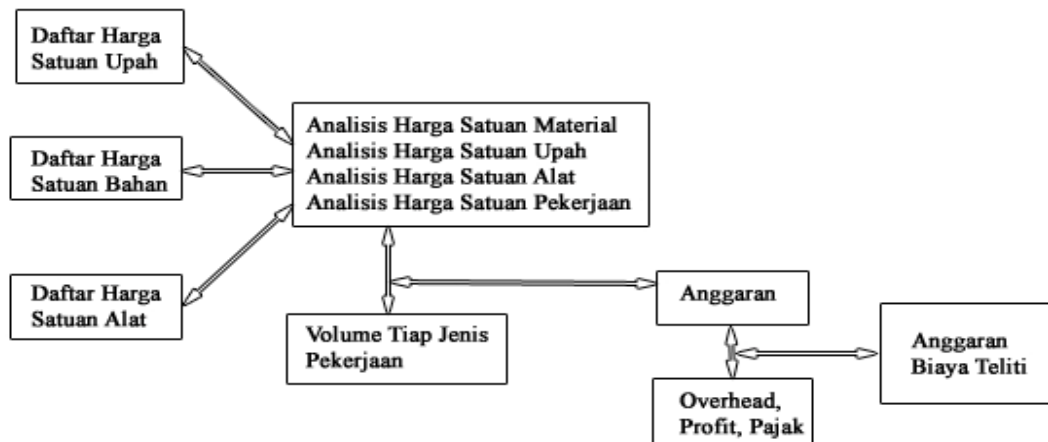 Daftar Harga
Satuan Upah
Daftar Harga
Satuan Bahan
Daftar Harga
Satuan Alat
Analisis Harga Satuan Material
Analisis Harga Satuan Upah
Analisis Harga Satuan Alat
Analisis Harga Satuan Pekerjaan
Volume Tiap Jenis
Pekerjaan
Anggaran
Overhead,
Profit, Pajak
Anggaran
Biaya Teliti